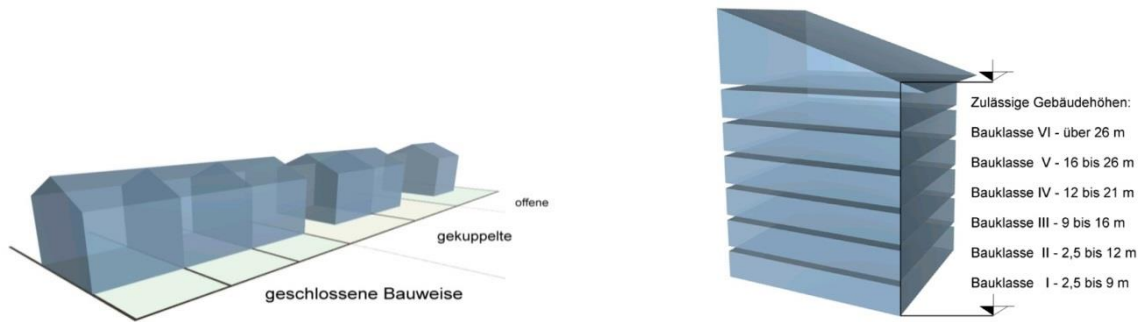 offene
gekuppelte
geschlossene Bauweise
Zulässige Gebäudehöhen:
Bauklasse VI - über 26 m
Bauklasse V - 16 bis 26 m
Bauklasse IV - 12 bis 21 m
Bauklasse III - 9 bis 16 m
Bauklasse II - 2,5 bis 12 m
Bauklasse I - 2,5 bis 9 m